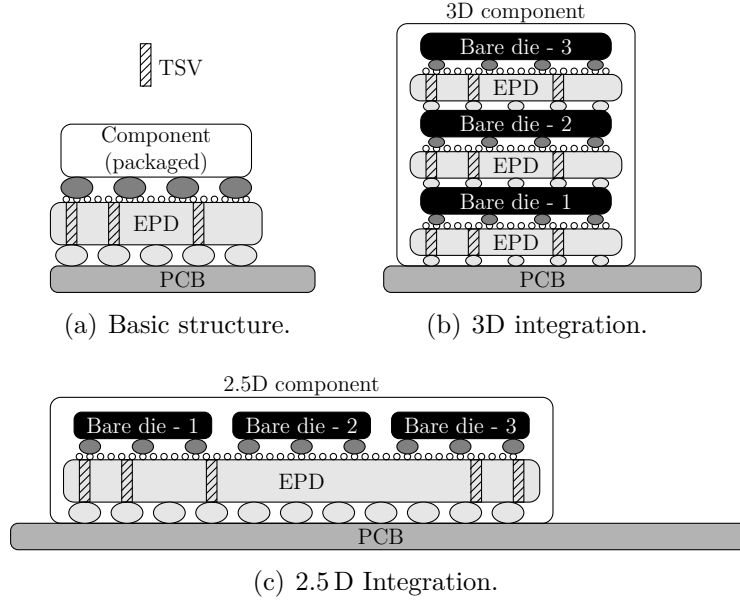 TSV
Component
(packaged)
EPD
PCB
(a) Basic structure.
3D component
Bare die - 3
EPD
Bare die - 2
EPD
Bare die - 1
EPD
PCB
(b) 3D integration.
2.5D component
Bare die - 1 Bare die - 2 Bare die - 3
EPD
PCB
(c) 2.5D Integration.